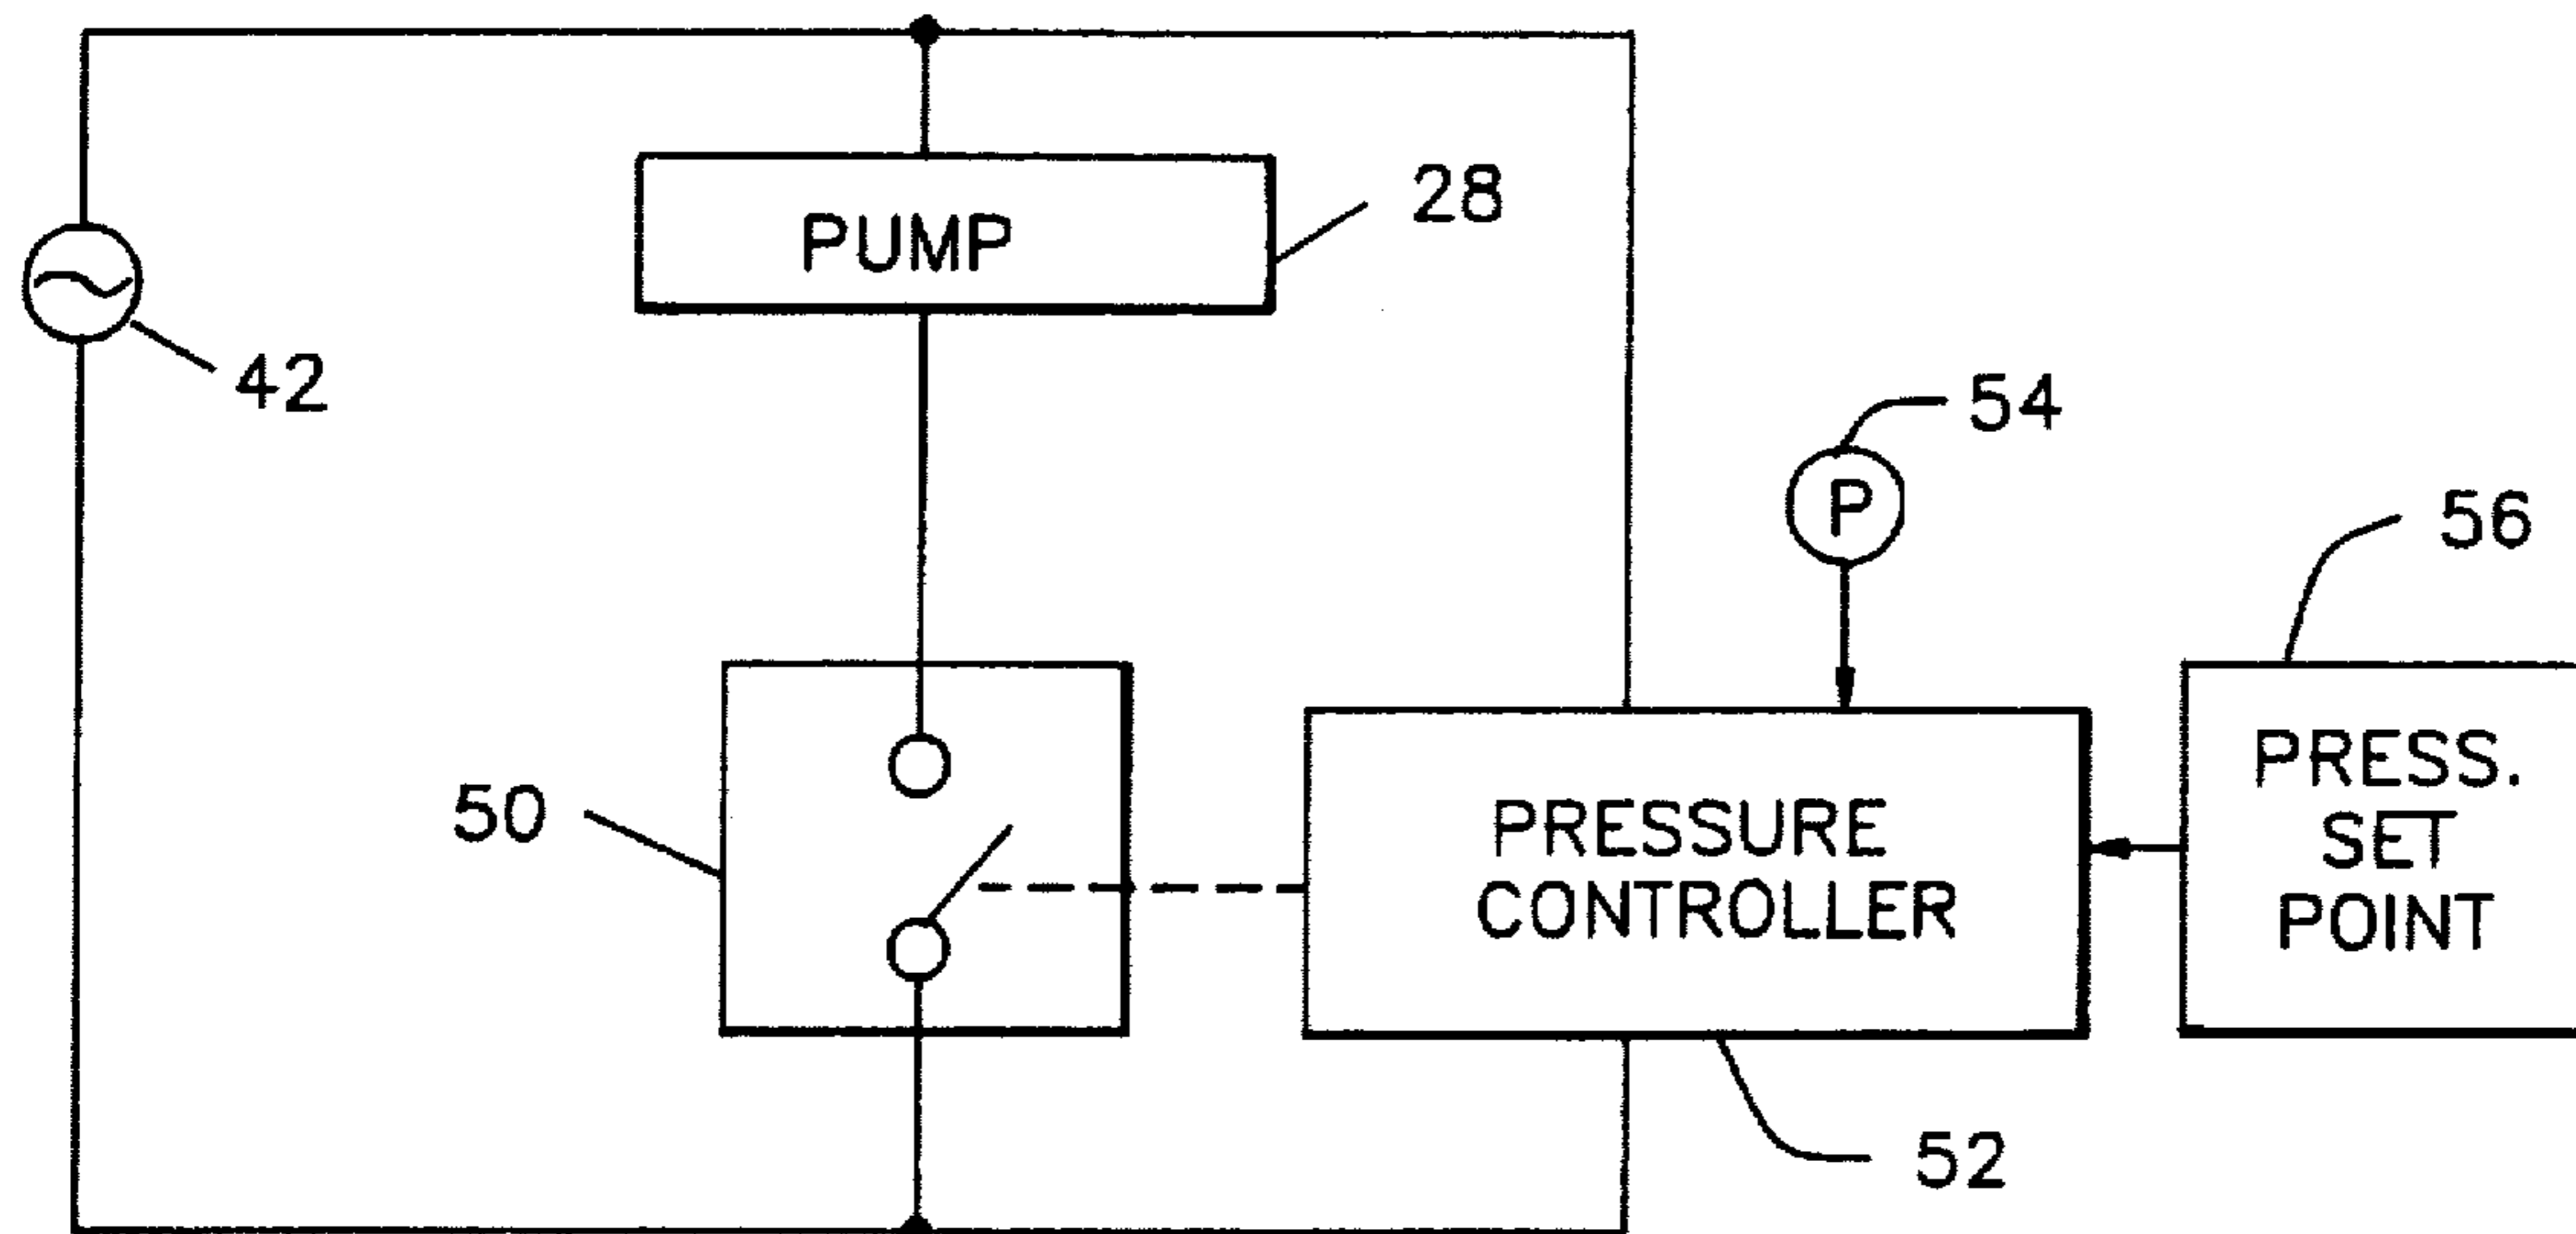 PUMP
28
42
54
P
56
50
PRESSURE
CONTROLLER
PRESS.
SET
POINT
52